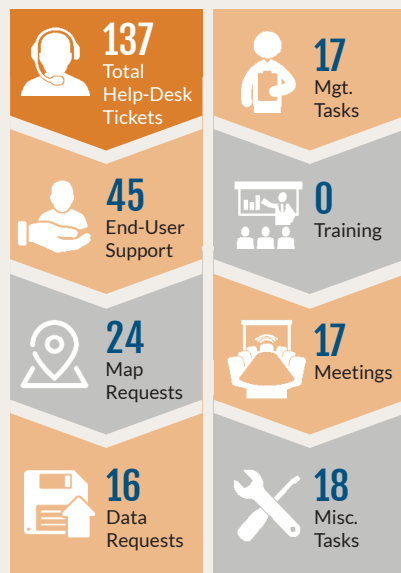 137
Total
Help-Desk
Tickets
45
End-User
Support
24
Map
Requests
16
Data
Requests
17
Mgt.
Tasks
0
Training
17
Meetings
18
Misc.
Tasks